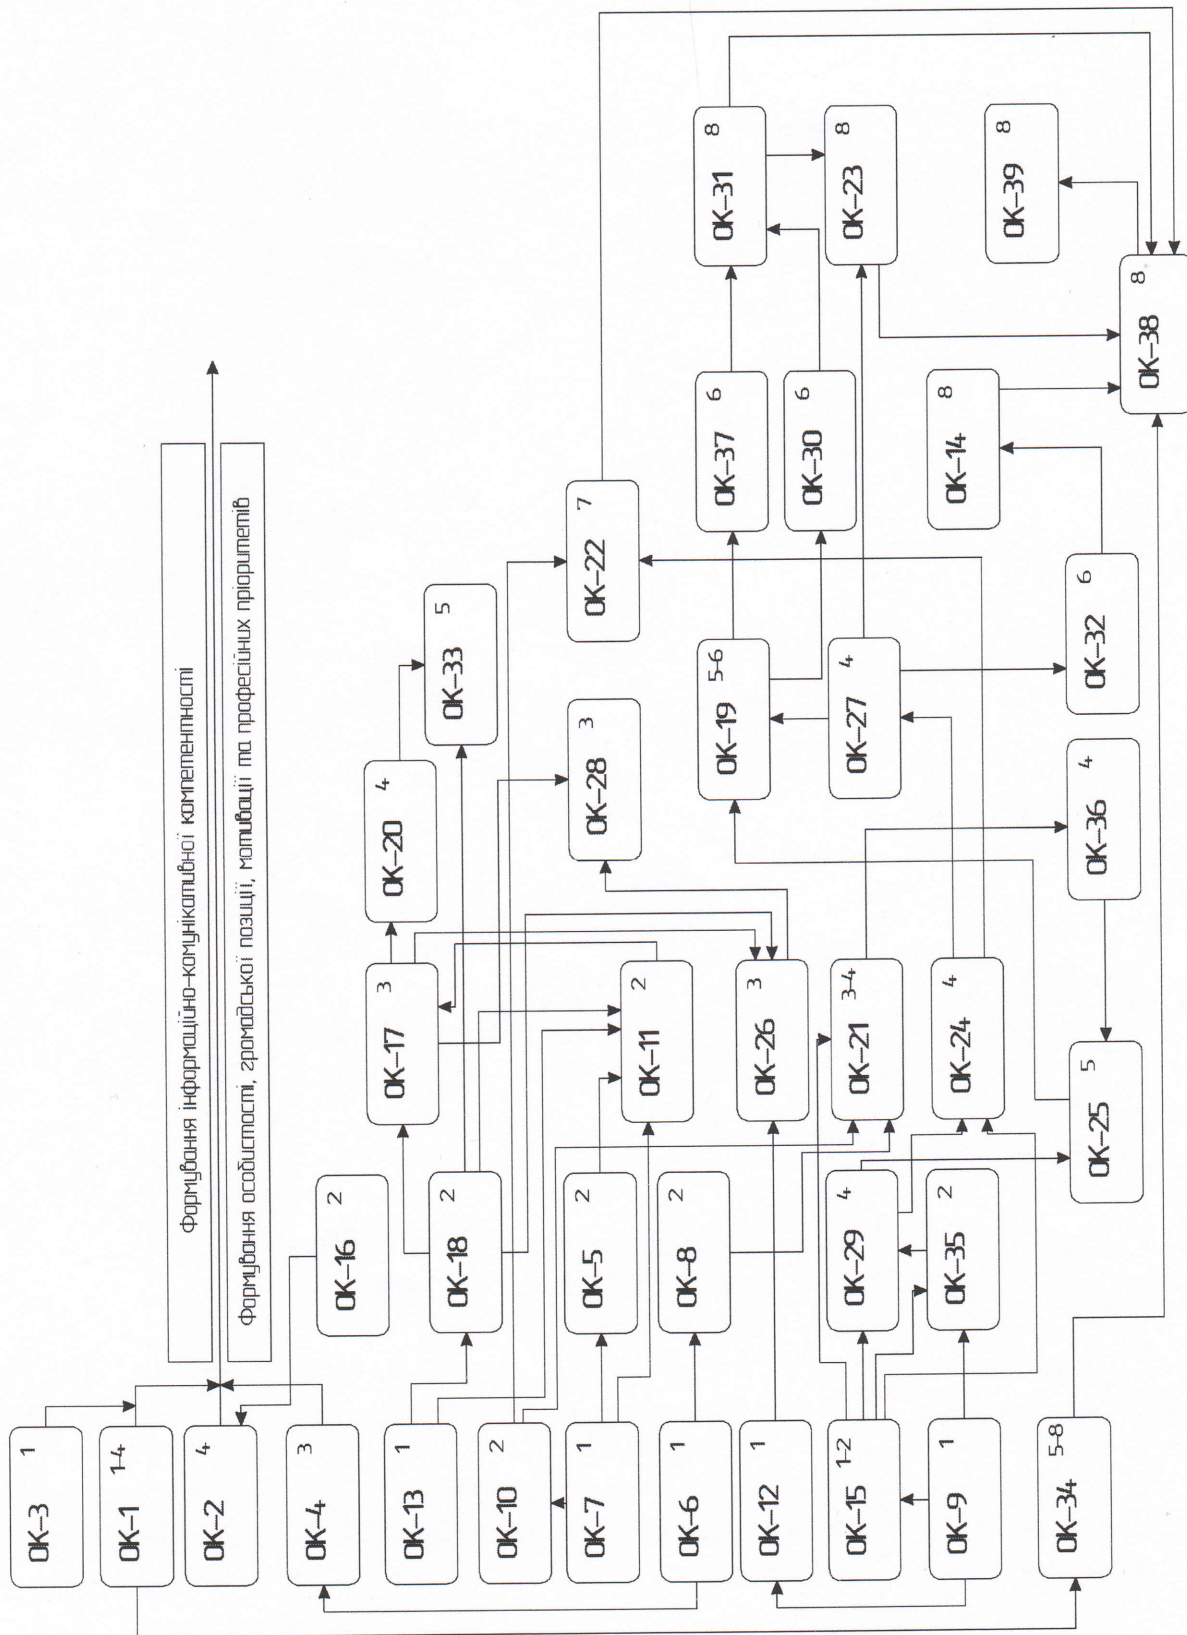 Формування інформаційно-комунікативної компетентності
Формування особистості, громадської позиції, мотивації та професійних пріоритетів
ОК-3
1
ОК-1
1-4
ОК-2
4
ОК-4
3
ОК-13
1
ОК-10
2
ОК-7
1
ОК-6
1
ОК-12
1
ОК-15
1-2
ОК-9
1
ОК-34
5-8
ОК-16
2
ОК-18
2
ОК-5
2
ОК-8
2
ОК-29
4
ОК-35
2
ОК-17
3
ОК-11
2
ОК-26
3
ОК-21
3-4
ОК-24
4
ОК-25
5
ОК-20
4
ОК-28
3
ОК-19
5-6
ОК-27
4
ОК-36
4
ОК-33
5
ОК-22
7
ОК-32
6
ОК-37
6
ОК-30
6
ОК-14
8
ОК-38
8
ОК-31
8
ОК-23
8
ОК-39
8